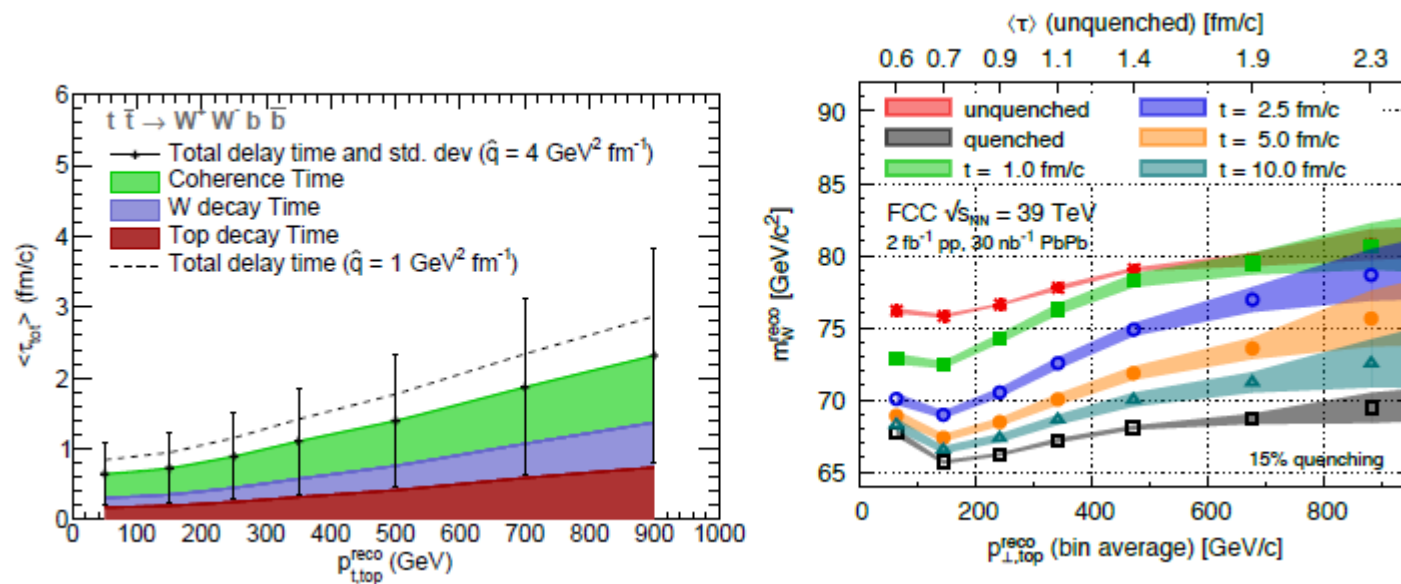 6
5
4
3
2
1
0
<τ_tot> (fm/c)
t t̄ → W⁺ W⁻ b b̄
Total delay time and std. dev (q̂ = 4 GeV² fm⁻¹)
Coherence Time
W decay Time
Top decay Time
Total delay time (q̂ = 1 GeV² fm⁻¹)
0 100 200 300 400 500 600 700 800 900 1000
p^reco_t,top (GeV)
⟨τ⟩ (unquenched) [fm/c]
0.6 0.7 0.9 1.1 1.4 1.9 2.3
90
85
80
75
70
65
m_W^reco [GeV/c²]
unquenched t = 2.5 fm/c
quenched t = 5.0 fm/c
t = 1.0 fm/c t = 10.0 fm/c
FCC √s_NN = 39 TeV
2 fb⁻¹ pp, 30 nb⁻¹ PbPb
15% quenching
0 200 400 600 800
p^reco_⊥,top (bin average) [GeV/c]